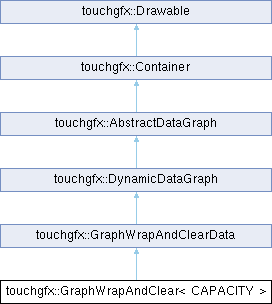 touchgfx::Drawable
touchgfx::Container
touchgfx::AbstractDataGraph
touchgfx::DynamicDataGraph
touchgfx::GraphWrapAndClearData
touchgfx::GraphWrapAndClear< CAPACITY >